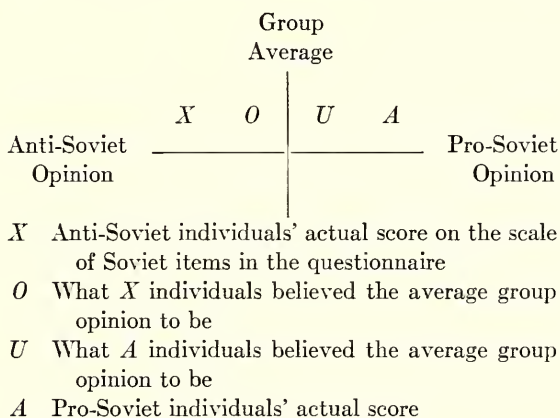 Group
Average
X O U A
Anti-Soviet Pro-Soviet
Opinion Opinion
X Anti-Soviet individuals' actual score on the scale
of Soviet items in the questionnaire
O What X individuals believed the average group
opinion to be
U What A individuals believed the average group
opinion to be
A Pro-Soviet individuals' actual score